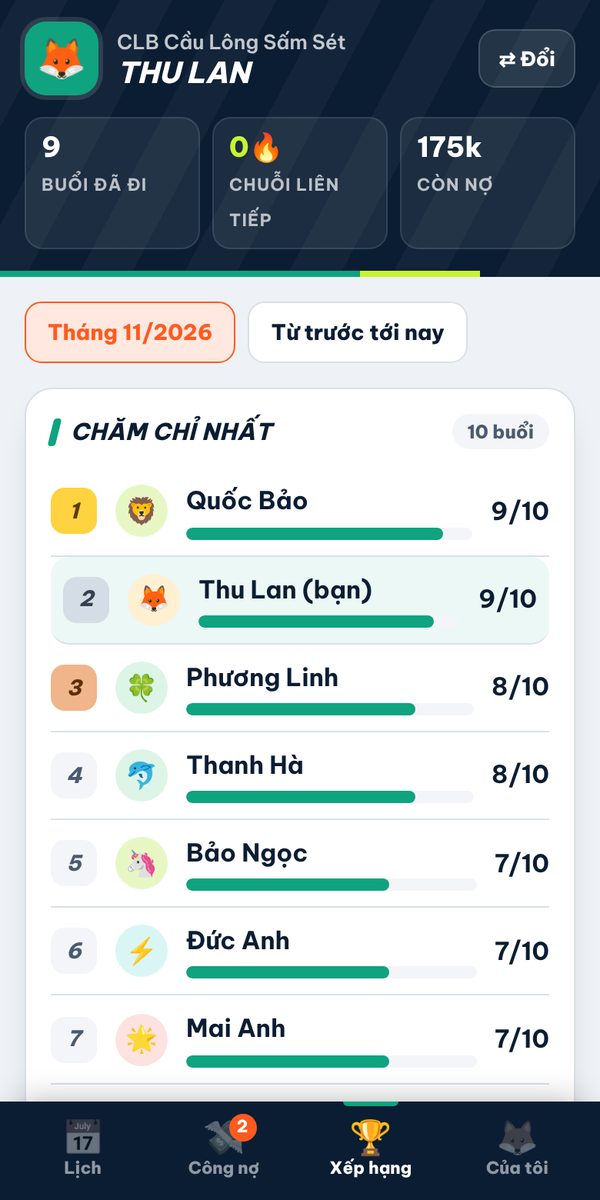 CLB Cầu Lông Sấm Sét
THU LAN
⇄ Đổi
9
BUỔI ĐÃ ĐI
0🔥
CHUỖI LIÊN
TIẾP
175k
CÒN NỢ
Tháng 11/2026
Từ trước tới nay
CHĂM CHỈ NHẤT
10 buổi
1
Quốc Bảo
9/10
2
Thu Lan (bạn)
9/10
3
Phương Linh
8/10
4
Thanh Hà
8/10
5
Bảo Ngọc
7/10
6
Đức Anh
7/10
7
Mai Anh
7/10
July
17
Lịch
2
Công nợ
Xếp hạng
Của tôi